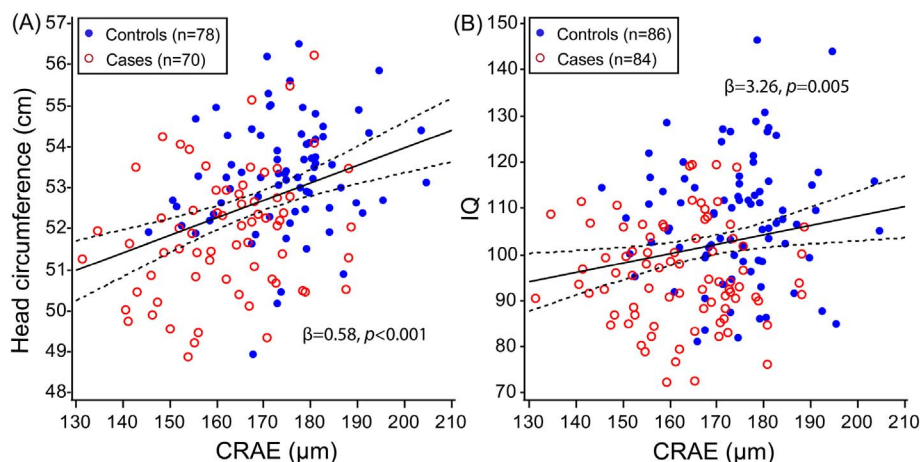 (A)
Controls (n=78)
Cases (n=70)
Head circumference (cm)
57
56
55
54
53
52
51
50
49
48
β=0.58, p<0.001
130 140 150 160 170 180 190 200 210
CRAE (μm)
(B)
Controls (n=86)
Cases (n=84)
IQ
150
140
130
120
110
100
90
80
70
β=3.26, p=0.005
130 140 150 160 170 180 190 200 210
CRAE (μm)